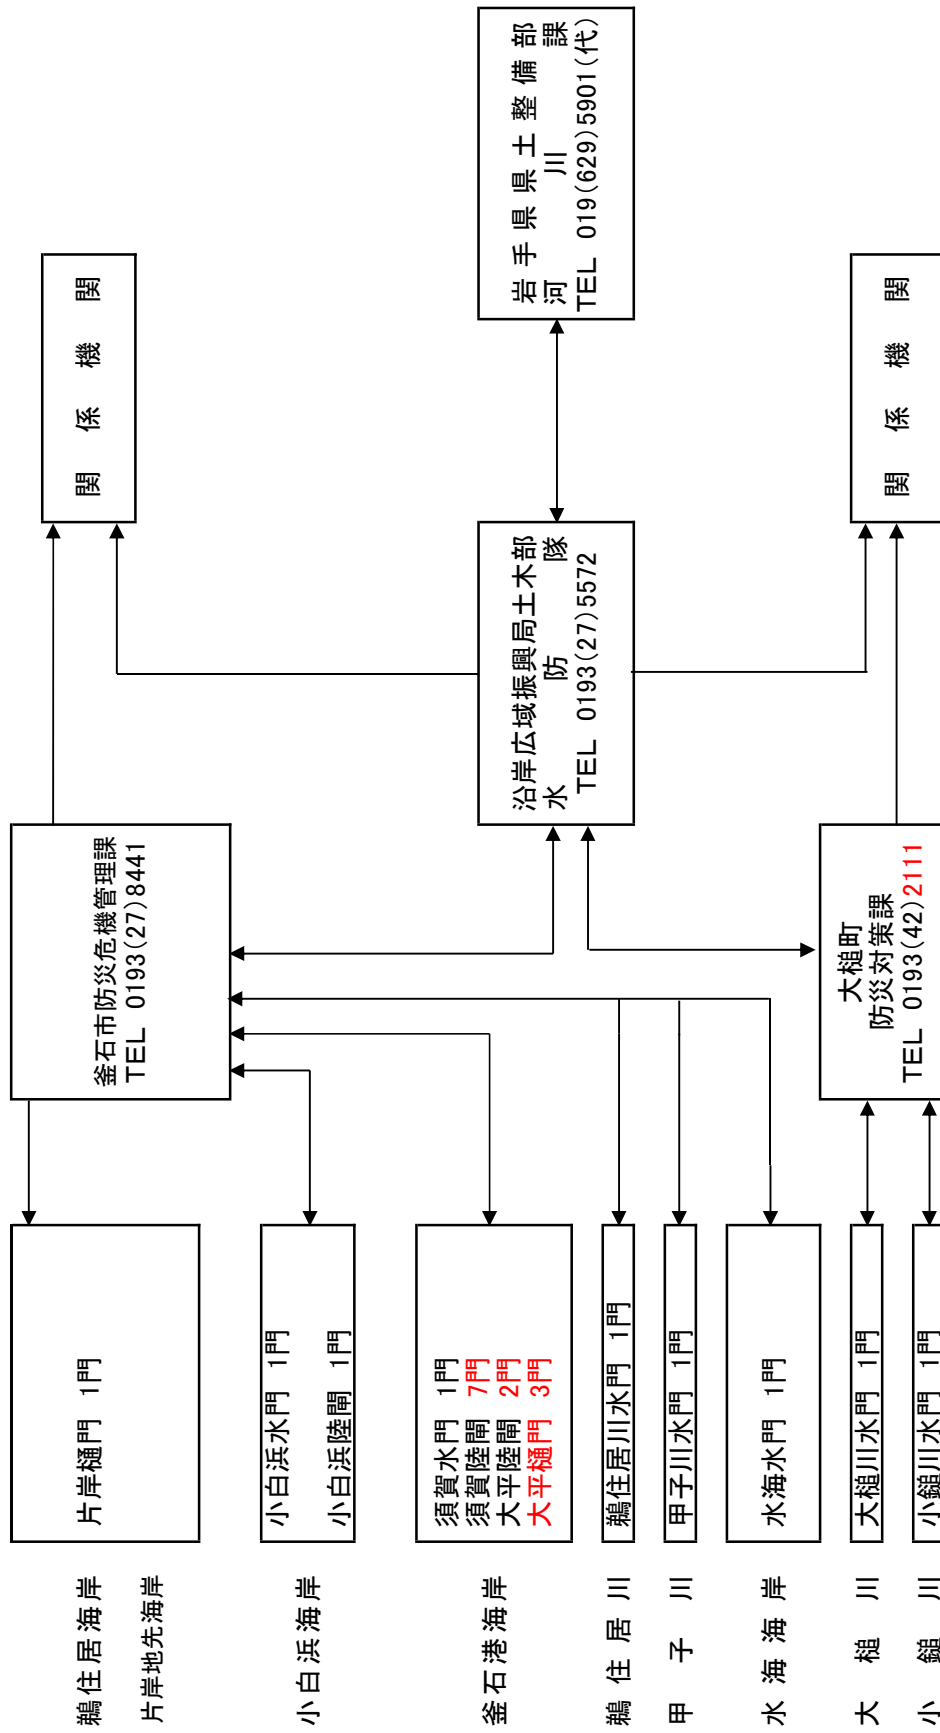 鵜住居海岸
片岸地先海岸
片岸樋門 1門
小白浜海岸
小白浜水門 1門
小白浜陸閘 1門
釜石港海岸
須賀水門 1門
須賀陸閘 7門
大平陸閘 2門
大平樋門 3門
鵜住居川
鵜住居川水門 1門
甲子川
甲子川水門 1門
水海海岸
水海水門 1門
大槌川
大槌川水門 1門
小鎚川
小鎚川水門 1門
釜石市防災危機管理課
TEL 0193(27)8441
大槌町
防災対策課
TEL 0193(42)2111
沿岸広域振興局土木部
水防隊
TEL 0193(27)5572
関係機関
岩手県県土整備部
河川課
TEL 019(629)5901(代)
関係機関